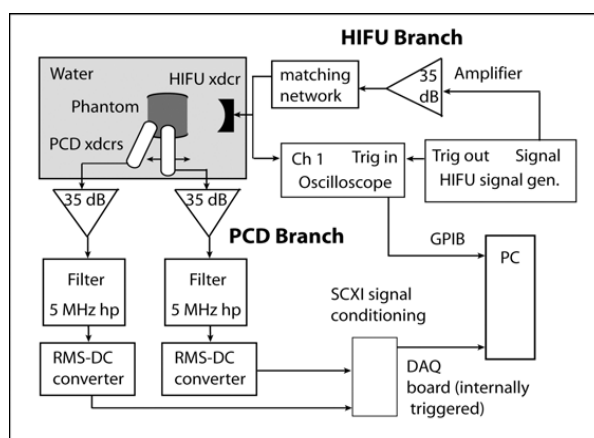 HIFU Branch
Water
HIFU xdcr
Phantom
PCD xdcrs
matching
network
35
dB
Amplifier
Ch 1 Trig in
Oscilloscope
Trig out Signal
HIFU signal gen.
35 dB
35 dB
PCD Branch
GPIB
PC
Filter
5 MHz hp
Filter
5 MHz hp
SCXI signal
conditioning
RMS-DC
converter
RMS-DC
converter
DAQ
board (internally
triggered)